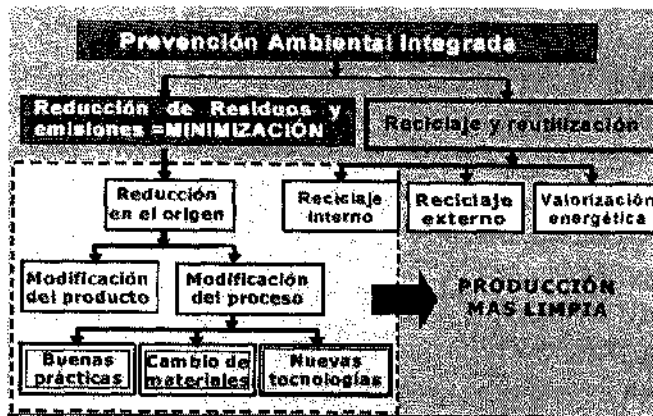 Prevención Ambiental Integrada
Reducción de Residuos y
emisiones =MINIMIZACIÓN
Reciclaje y reutilización
Reducción
en el origen
Reciclaje
interno
Reciclaje
externo
Valorización
energética
Modificación
del producto
Modificación
del proceso
PRODUCCIÓN
MAS LIMPIA
Buenas
prácticas
Cambio de
materiales
Nuevas
tecnologías